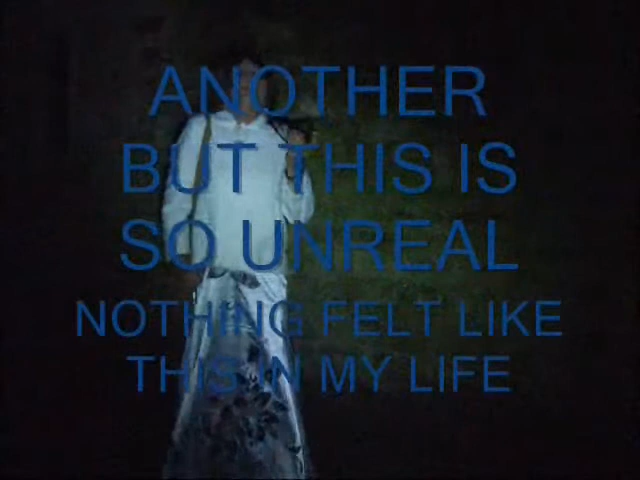 ANOTHER
BUT THIS IS
SO UNREAL
NOTHING FELT LIKE
THIS IN MY LIFE